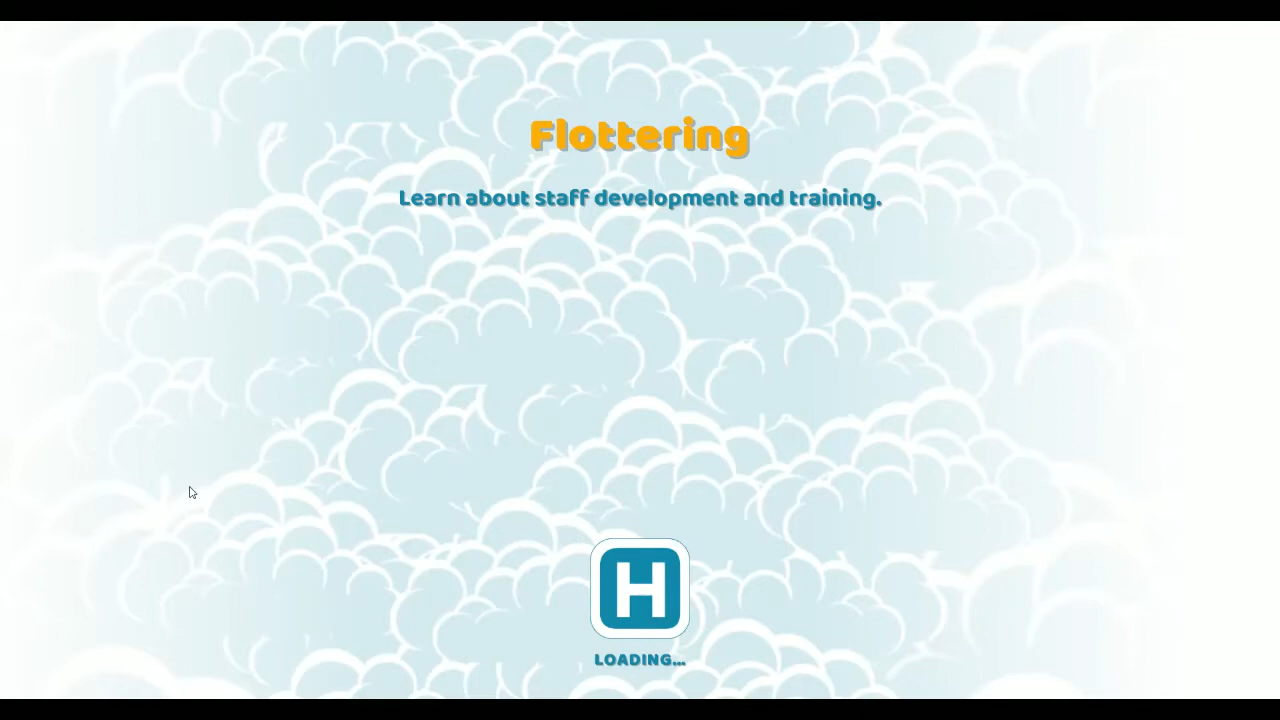 Flottering
Learn about staff development and training.
H
LOADING...